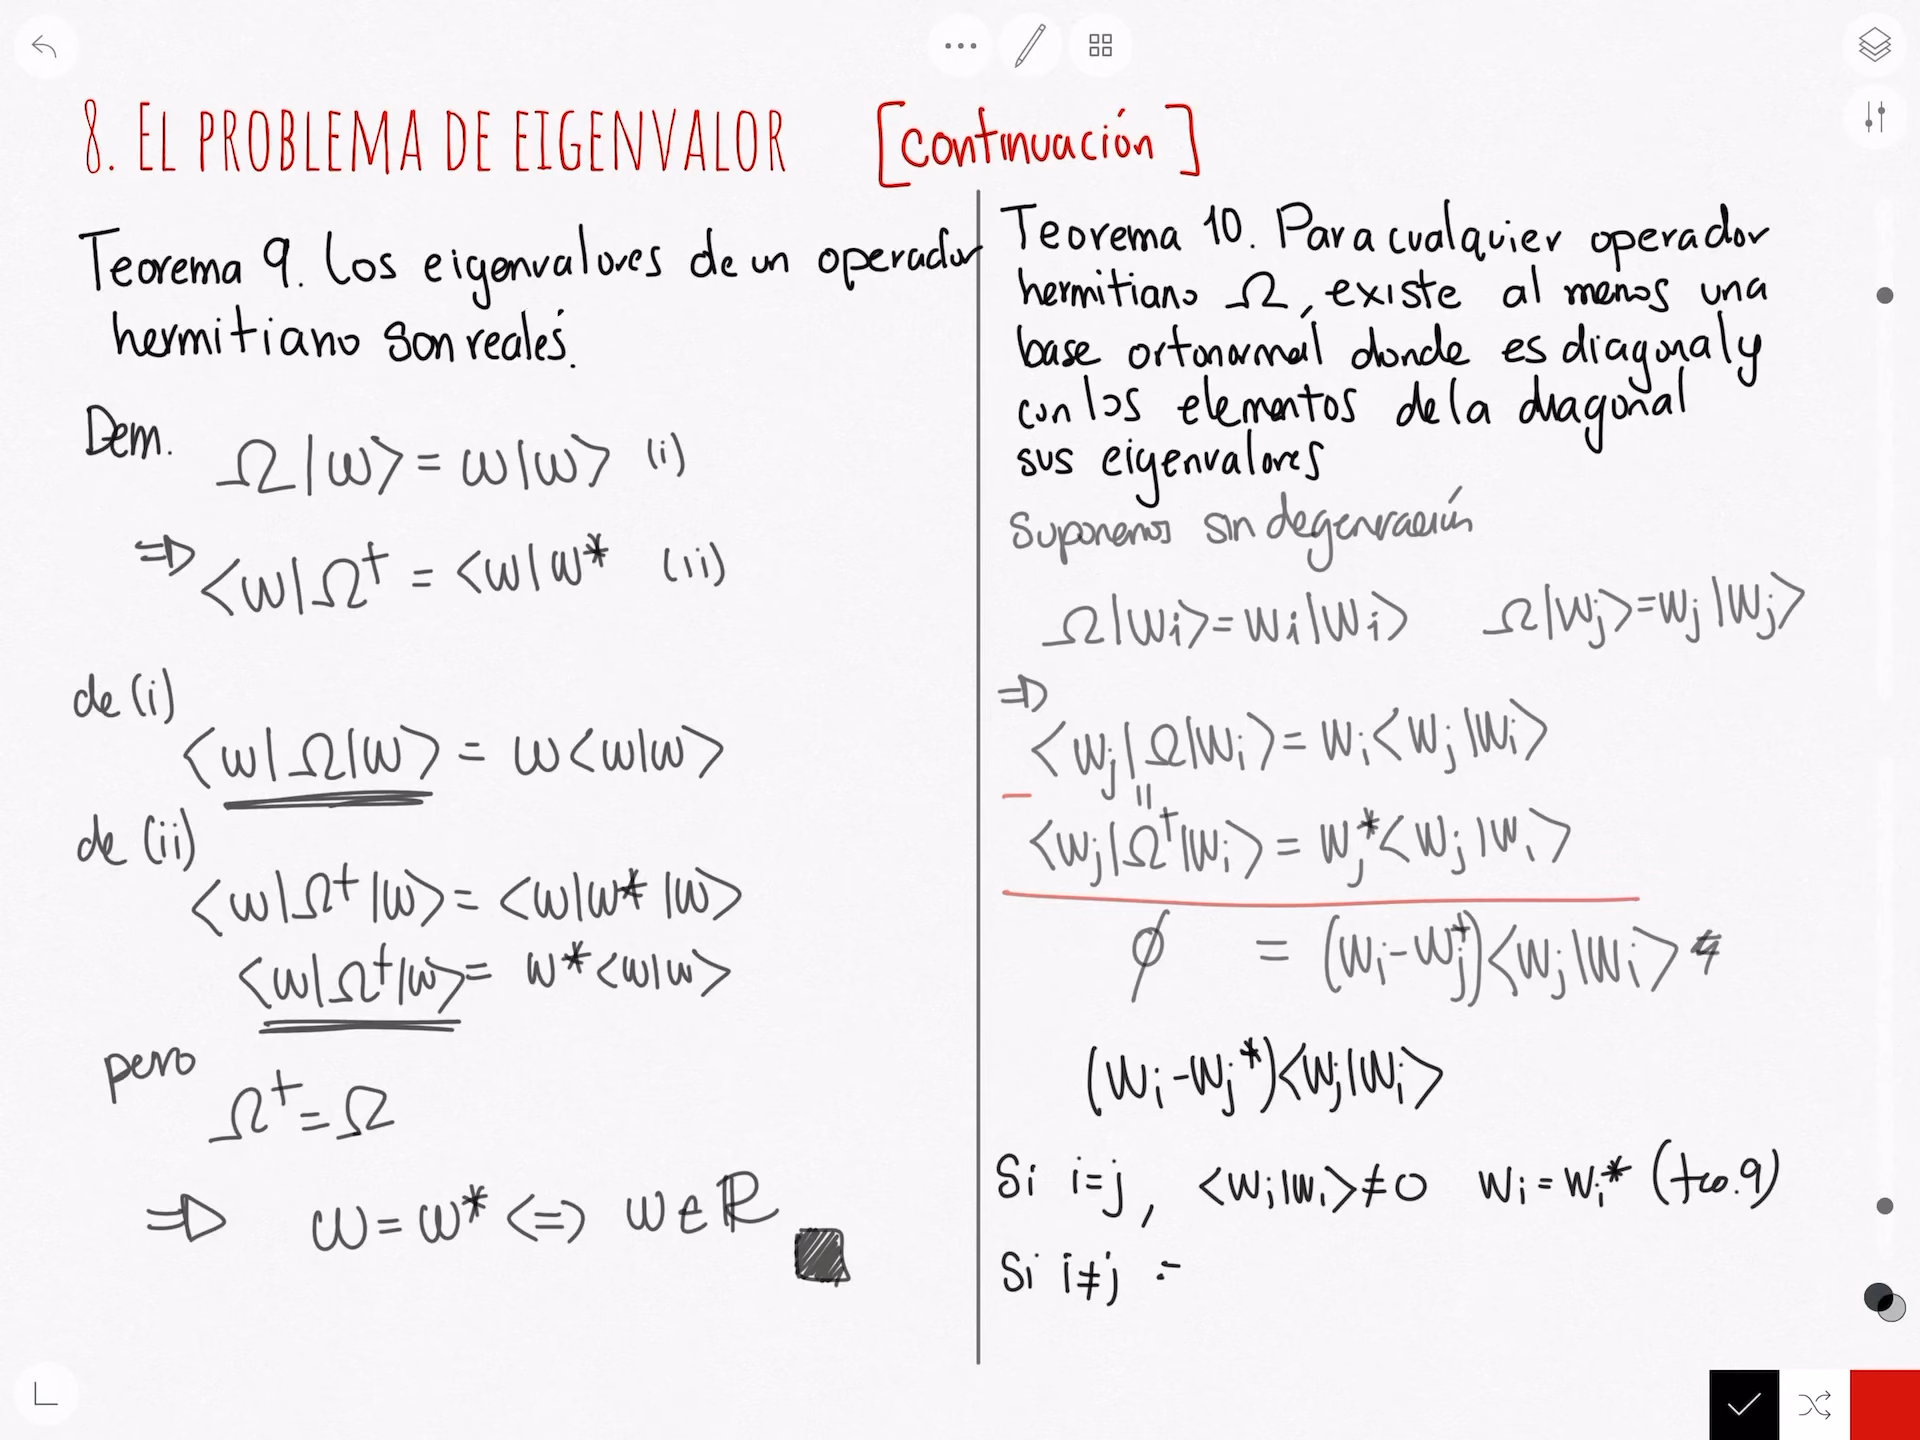 8. EL PROBLEMA DE EIGENVALOR [continuación]
Teorema 9. Los eigenvalores de un operador
hermitiano son reales.
Dem. Ω|ω> = ω|ω> (i)
⇒ <ω|Ω† = <ω|ω* (ii)
de (i)
<ω|Ω|ω> = ω<ω|ω>
de (ii)
<ω|Ω†|ω> = <ω|ω*|ω>
<ω|Ω†|ω> = ω*<ω|ω>
pero
Ω† = Ω
⇒ ω = ω* <=> ω ∈ ℝ
Teorema 10. Para cualquier operador
hermitiano Ω, existe al menos una
base ortonormal donde es diagonal y
con los elementos de la diagonal
sus eigenvalores
Suponemos sin degeneración
Ω|ωi> = ωi|ωi> Ω|ωj> = ωj|ωj>
⇒
<ωj|Ω|ωi> = ωi<ωj|ωi>
=
<ωj|Ω†|ωi> = ωj*<ωj|ωi>
0 = (ωi-ωj*)<ωj|ωi>
(ωi-ωj*)<ωj|ωi>
Si i=j, <ωi|ωi> ≠ 0 ωi = ωi* (teo.9)
Si i≠j :